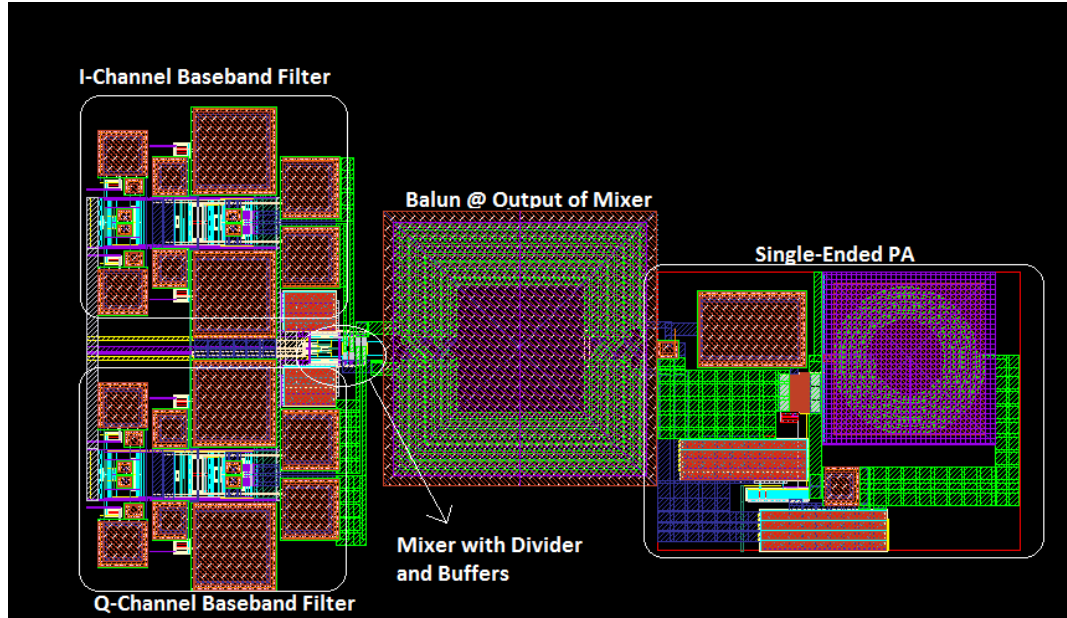 I-Channel Baseband Filter
Balun @ Output of Mixer
Single-Ended PA
Mixer with Divider
and Buffers
Q-Channel Baseband Filter